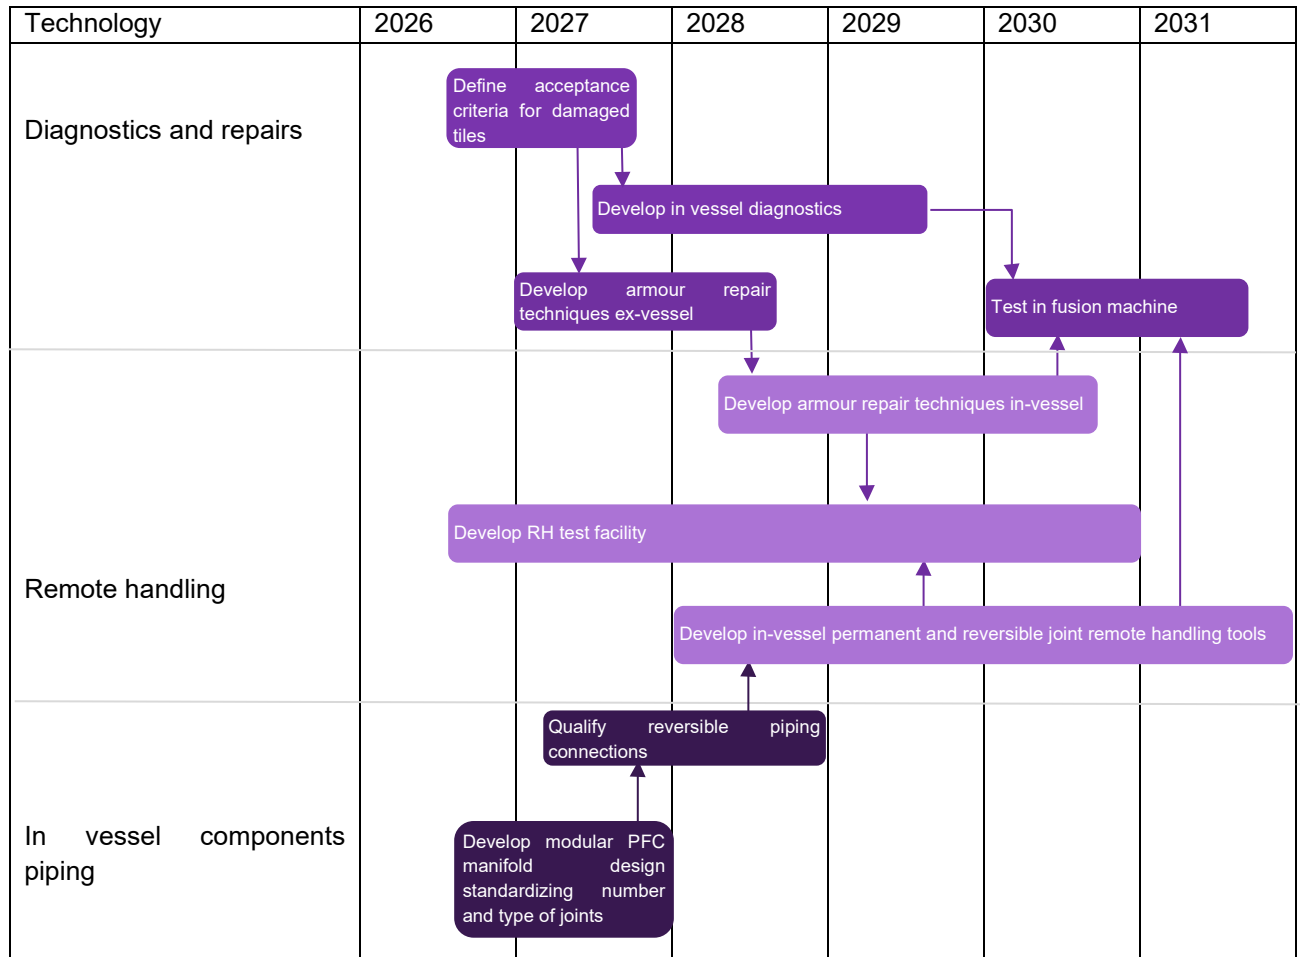 Technology 2026 2027 2028 2029 2030 2031
Diagnostics and repairs
Define acceptance
criteria for damaged
tiles
Develop in vessel diagnostics
Develop armour repair
techniques ex-vessel
Test in fusion machine
Remote handling
Develop armour repair techniques in-vessel
Develop RH test facility
Develop in-vessel permanent and reversible joint remote handling tools
In vessel components
piping
Qualify reversible piping
connections
Develop modular PFC
manifold design
standardizing number
and type of joints